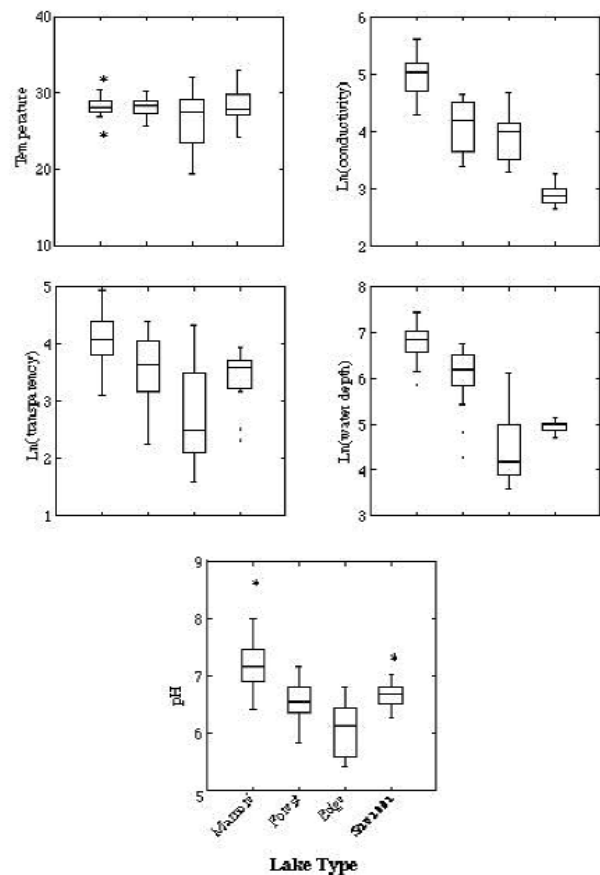 Temperature
40
30
20
10
Ln(conductivity)
6
5
4
3
2
Ln(transparency)
5
4
3
2
1
Ln(water depth)
8
7
6
5
4
3
pH
9
8
7
6
5
Mamoré
Forest
Edge
Savanna
Lake Type